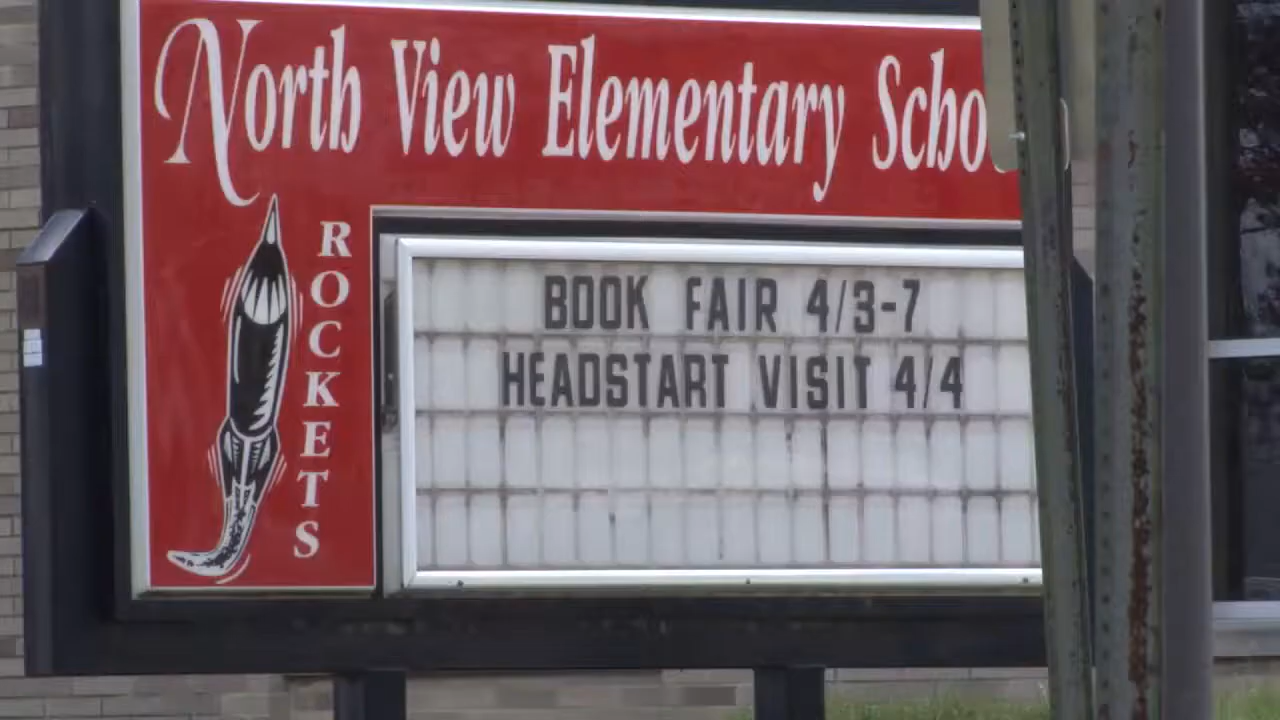 North View Elementary Scho
ROCKETS
BOOK FAIR 4/3-7
HEADSTART VISIT 4/4